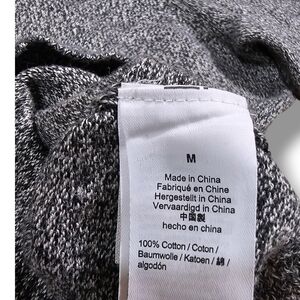 M
Made in China
Fabriqué en Chine
Hergestellt in China
Vervaardigd in China
中国製
hecho en china
100% Cotton / Coton /
Baumwolle / Katoen / 綿 /
algodón